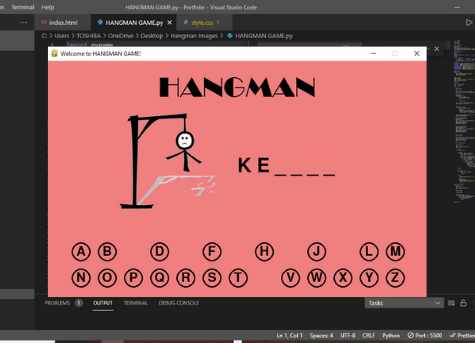 Terminal Help
HANGMAN GAME.py - Portfolio - Visual Studio Code
index.html HANGMAN GAME.py style.css 1
C: > Users > TOSHIBA > OneDrive > Desktop > Hangman Images > HANGMAN GAME.py
Welcome to HANGMAN GAME!
HANGMAN
K E _ _ _ _
A B D F H J L M
N O P Q R S T V W X Y Z
PROBLEMS 1 OUTPUT TERMINAL DEBUG CONSOLE Tasks
Ln 1, Col 1 Spaces: 4 UTF-8 CRLF Python Port : 5500 Prettier